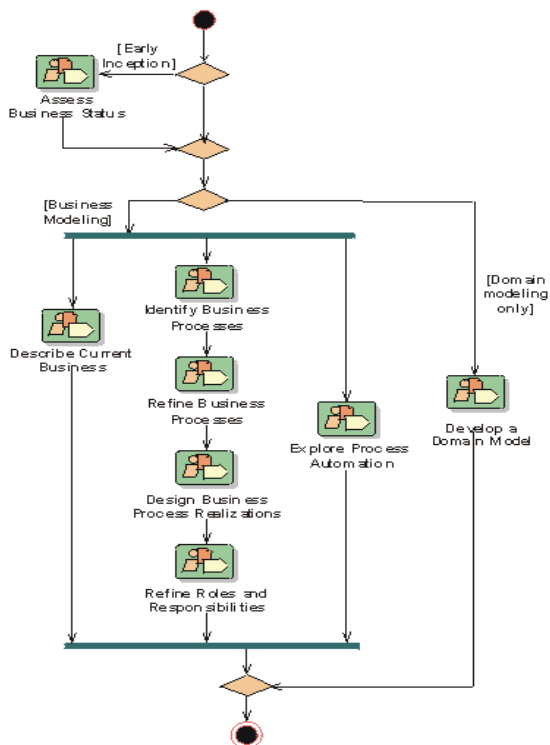 [Early
Inception]
Assess
Business Status
[Business
Modeling]
[Domain
modeling
only]
Identify Business
Processes
Describe Current
Business
Refine Business
Processes
Explore Process
Automation
Develop a
Domain Model
Design Business
Process Realizations
Refine Roles and
Responsibilities